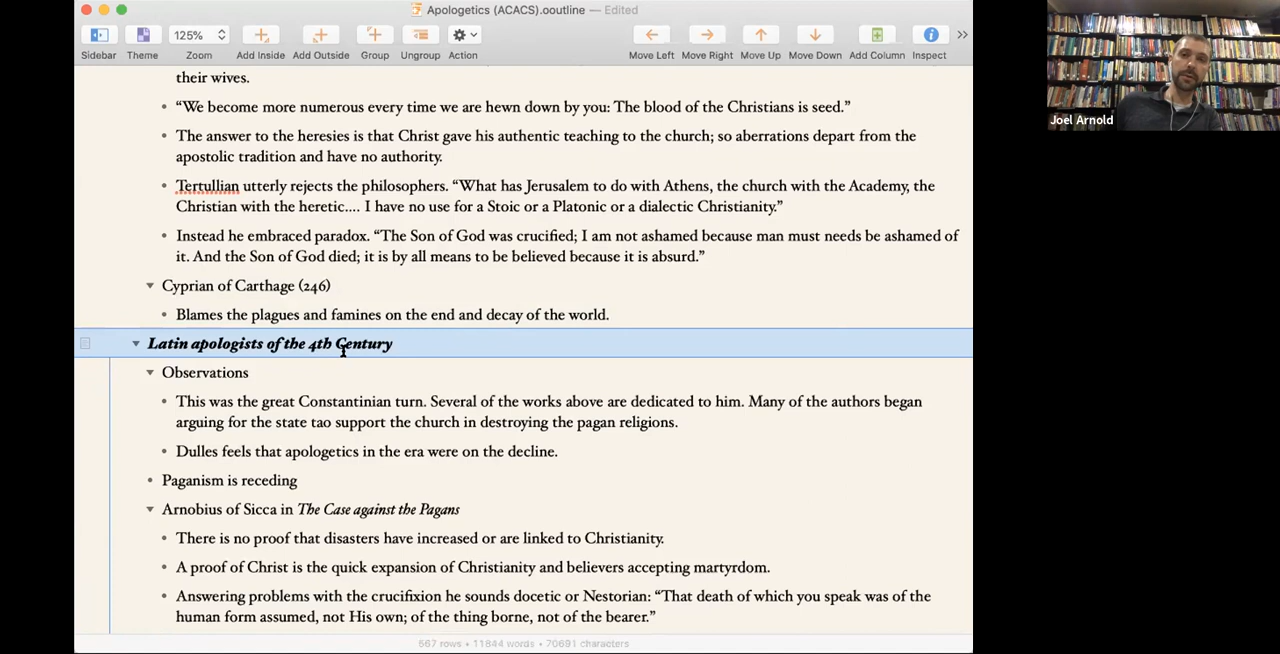 Apologetics (ACACS).ooutline — Edited
125%
Sidebar Theme Zoom Add Inside Add Outside Group Ungroup Action Move Left Move Right Move Up Move Down Add Column Inspect
Joel Arnold
their wives.
“We become more numerous every time we are hewn down by you: The blood of the Christians is seed.”
The answer to the heresies is that Christ gave his authentic teaching to the church; so aberrations depart from the
apostolic tradition and have no authority.
Tertullian utterly rejects the philosophers. “What has Jerusalem to do with Athens, the church with the Academy, the
Christian with the heretic.... I have no use for a Stoic or a Platonic or a dialectic Christianity.”
Instead he embraced paradox. “The Son of God was crucified; I am not ashamed because man must needs be ashamed of
it. And the Son of God died; it is by all means to be believed because it is absurd.”
Cyprian of Carthage (246)
Blames the plagues and famines on the end and decay of the world.
Latin apologists of the 4th Century
Observations
This was the great Constantinian turn. Several of the works above are dedicated to him. Many of the authors began
arguing for the state tao support the church in destroying the pagan religions.
Dulles feels that apologetics in the era were on the decline.
Paganism is receding
Arnobius of Sicca in The Case against the Pagans
There is no proof that disasters have increased or are linked to Christianity.
A proof of Christ is the quick expansion of Christianity and believers accepting martyrdom.
Answering problems with the crucifixion he sounds docetic or Nestorian: “That death of which you speak was of the
human form assumed, not His own; of the thing borne, not of the bearer.”
567 rows • 11844 words • 70691 characters